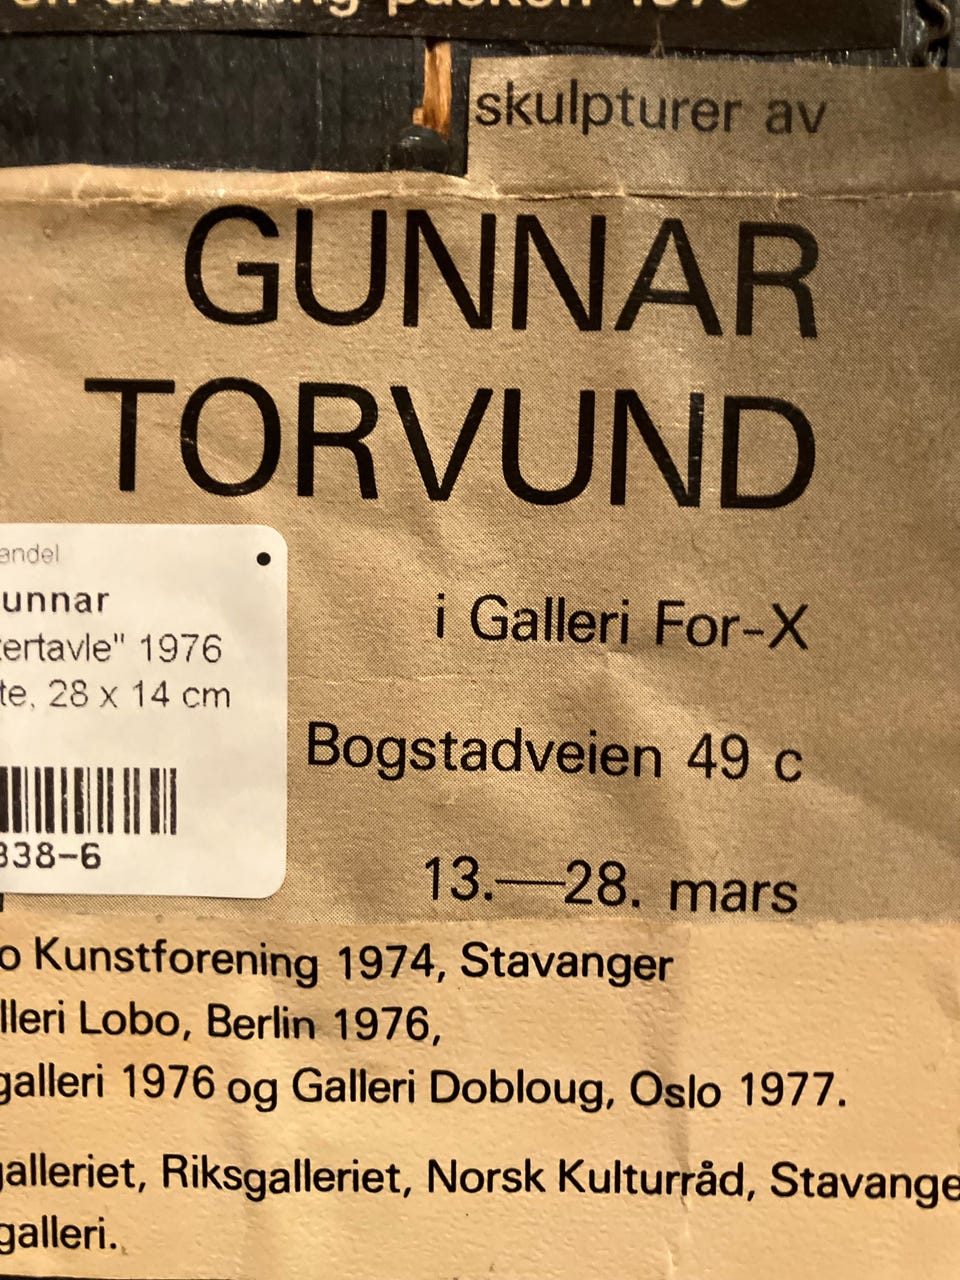 skulpturer av
GUNNAR
TORVUND
i Galleri For-X
Bogstadveien 49 c
13.—28. mars
andel
unnar
ertavle" 1976
te, 28 x 14 cm
338-6
o Kunstforening 1974, Stavanger
lleri Lobo, Berlin 1976,
galleri 1976 og Galleri Dobloug, Oslo 1977.
galleriet, Riksgalleriet, Norsk Kulturråd, Stavange
galleri.